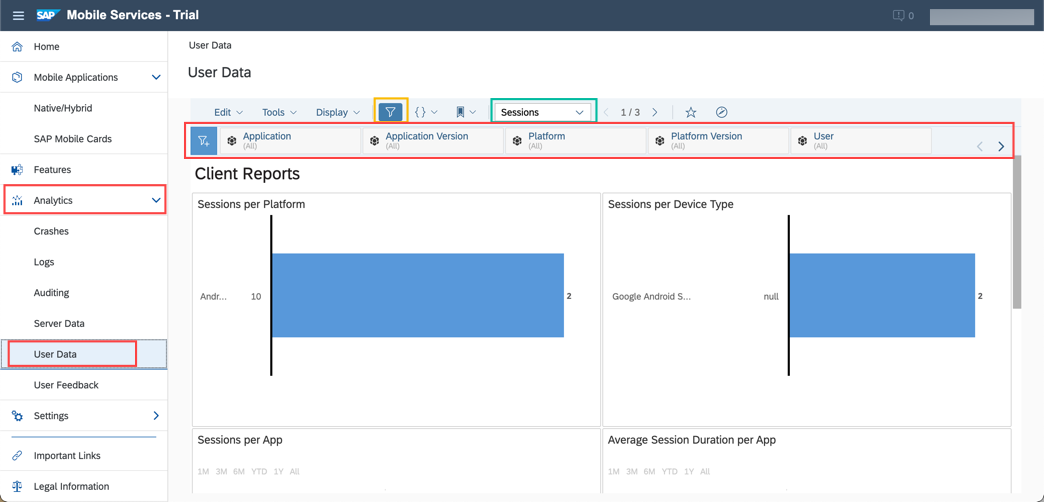 SAP Mobile Services - Trial
0
Home
Mobile Applications
Native/Hybrid
SAP Mobile Cards
Features
Analytics
Crashes
Logs
Auditing
Server Data
User Data
User Feedback
Settings
Important Links
Legal Information
User Data
User Data
Edit Tools Display {} Sessions 1 / 3
Application
(All)
Application Version
(All)
Platform
(All)
Platform Version
(All)
User
(All)
Client Reports
Sessions per Platform
Andr... 10 2
Sessions per Device Type
Google Android S... null 2
Sessions per App
1M 3M 6M YTD 1Y All
Average Session Duration per App
1M 3M 6M YTD 1Y All